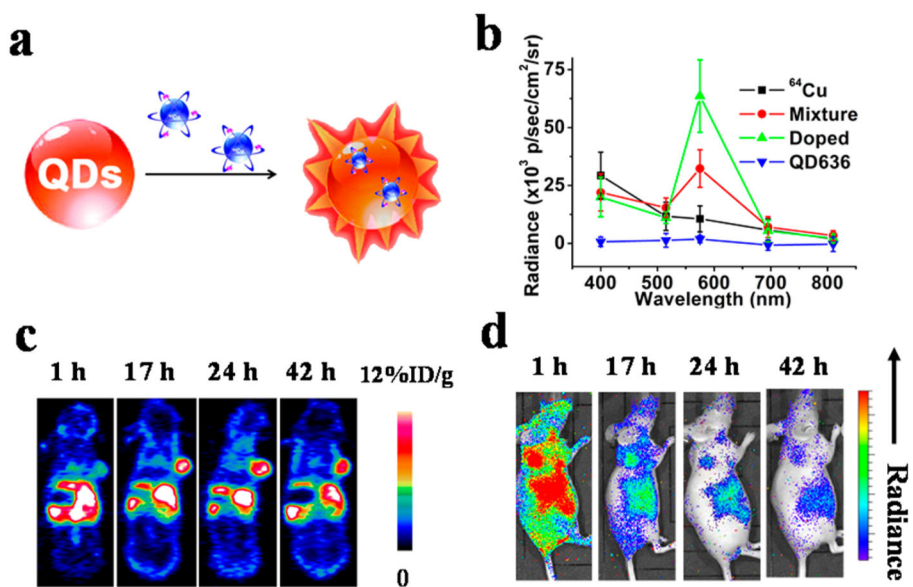 a
QDs
b
Radiance (x10³ p/sec/cm²/sr)
75
50
25
0
⁶⁴Cu
Mixture
Doped
QD636
400 500 600 700 800
Wavelength (nm)
c
1 h 17 h 24 h 42 h 12%ID/g
0
d
1 h 17 h 24 h 42 h
Radiance